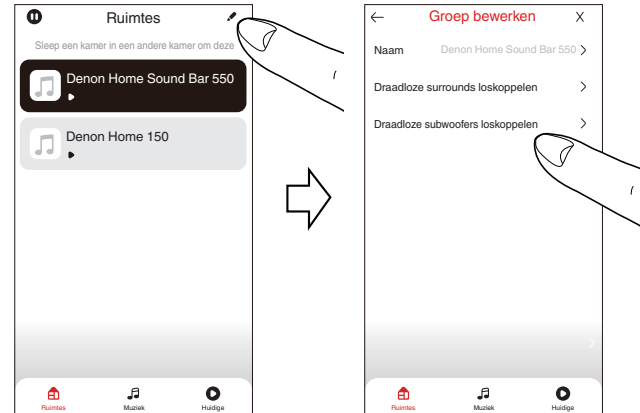 Ruimtes
Sleep een kamer in een andere kamer om deze
Denon Home Sound Bar 550
Denon Home 150
Ruimtes
Muziek
Huidige
Groep bewerken X
Naam Denon Home Sound Bar 550
Draadloze surrounds loskoppelen
Draadloze subwoofers loskoppelen
Ruimtes
Muziek
Huidige